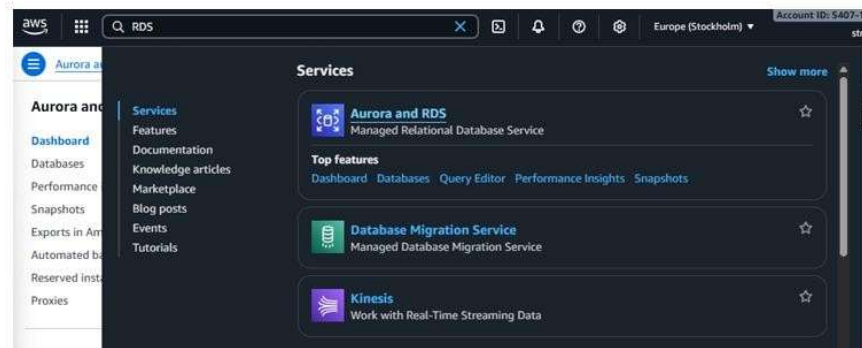 aws
RDS
Europe (Stockholm)
Account ID: 5407-1
Aurora
Services
Show more
Aurora and
Services
Features
Documentation
Knowledge articles
Marketplace
Blog posts
Events
Tutorials
Dashboard
Databases
Performance
Snapshots
Exports in Am
Automated ba
Reserved insta
Proxies
Aurora and RDS
Managed Relational Database Service
Top features
Dashboard Databases Query Editor Performance Insights Snapshots
Database Migration Service
Managed Database Migration Service
Kinesis
Work with Real-Time Streaming Data